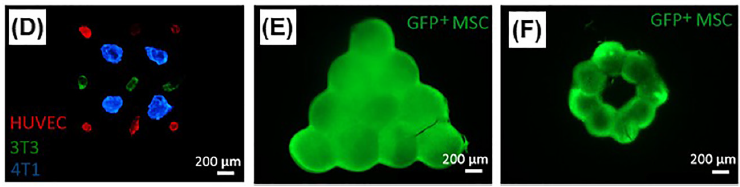 (D)
HUVEC
3T3
4T1
200 µm
(E)
GFP⁺ MSC
200 µm
(F)
GFP⁺ MSC
200 µm